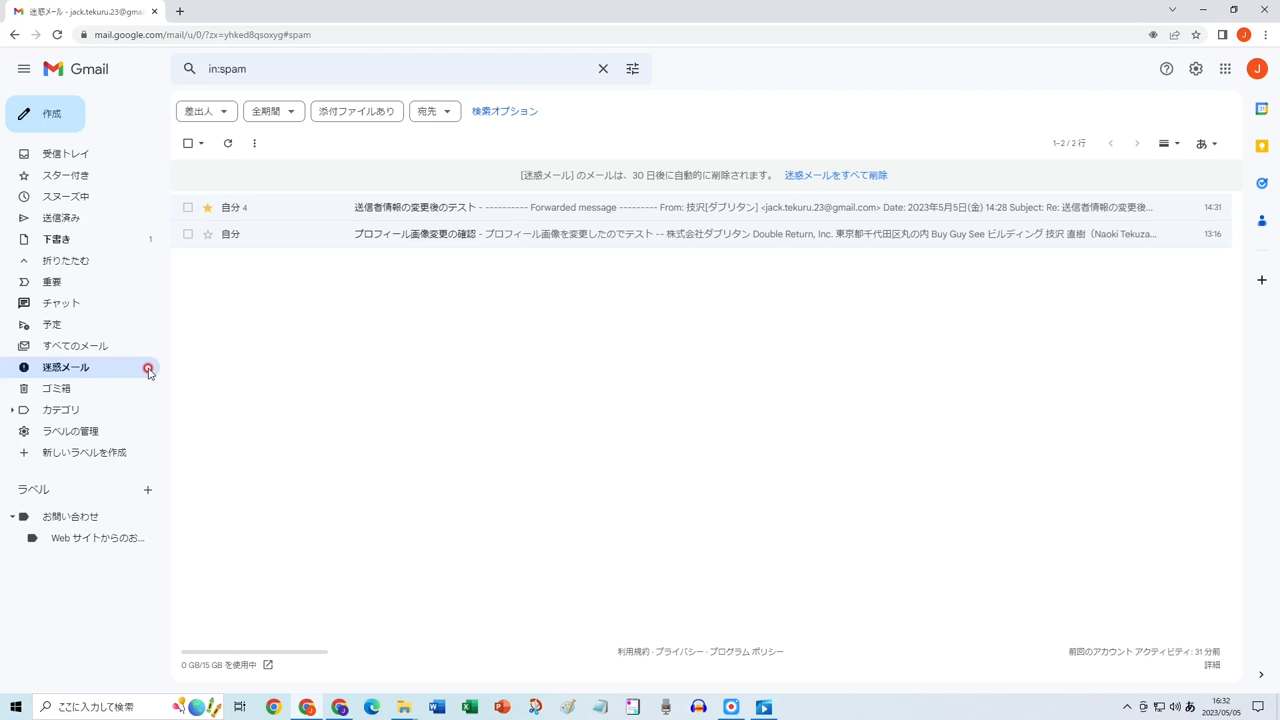 迷惑メール - jack.tekuru.23@gmai
mail.google.com/mail/u/0/?zx=yhked8qsoxyg#spam
J
Gmail
in:spam
J
作成
差出人
全期間
添付ファイルあり
宛先
検索オプション
1–2 / 2 行
あ
[迷惑メール] のメールは、30 日後に自動的に削除されます。 迷惑メールをすべて削除
自分 4 送信者情報の変更後のテスト - ---------- Forwarded message --------- From: 技沢[ダブリタン] <jack.tekuru.23@gmail.com> Date: 2023年5月5日(金) 14:28 Subject: Re: 送信者情報の変更後... 14:31
自分 プロフィール画像変更の確認 - プロフィール画像を変更したのでテスト -- 株式会社ダブリタン Double Return, Inc. 東京都千代田区丸の内 Buy Guy See ビルディング 技沢 直樹（Naoki Tekuza... 13:16
受信トレイ
スター付き
スヌーズ中
送信済み
下書き 1
折りたたむ
重要
チャット
予定
すべてのメール
迷惑メール
ゴミ箱
カテゴリ
ラベルの管理
新しいラベルを作成
ラベル
お問い合わせ
Web サイトからのお...
31
0 GB/15 GB を使用中
利用規約 · プライバシー · プログラム ポリシー
前回のアカウント アクティビティ: 31 分前
詳細
ここに入力して検索
あ
16:32
2023/05/05